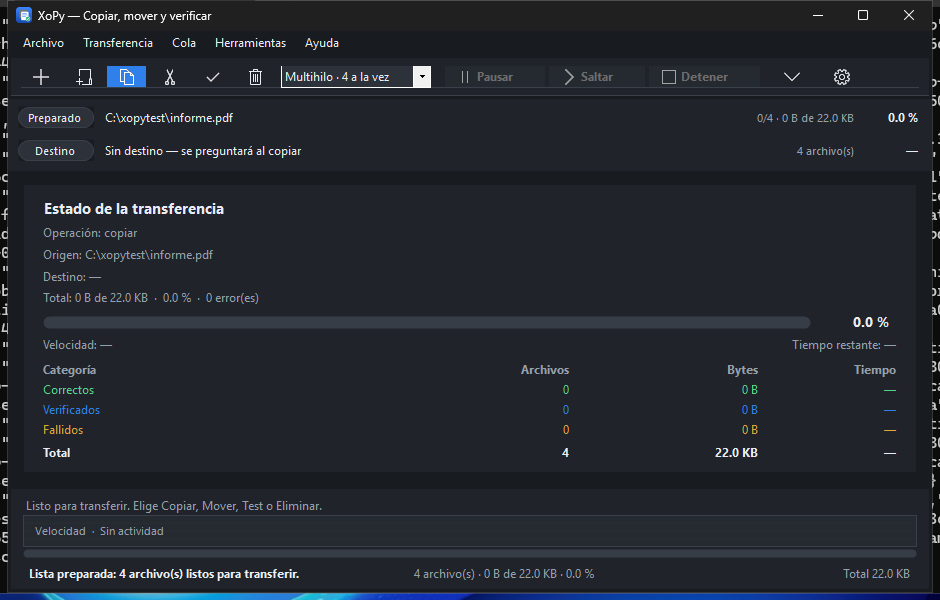 XoPy — Copiar, mover y verificar
Archivo Transferencia Cola Herramientas Ayuda
Multihilo · 4 a la vez Pausar Saltar Detener
Preparado C:\xopytest\informe.pdf 0/4 · 0 B de 22.0 KB 0.0 %
Destino Sin destino — se preguntará al copiar 4 archivo(s) —
Estado de la transferencia
Operación: copiar
Origen: C:\xopytest\informe.pdf
Destino: —
Total: 0 B de 22.0 KB · 0.0 % · 0 error(es)
0.0 %
Velocidad: — Tiempo restante: —
Categoría Archivos Bytes Tiempo
Correctos 0 0 B —
Verificados 0 0 B —
Fallidos 0 0 B —
Total 4 22.0 KB —
Listo para transferir. Elige Copiar, Mover, Test o Eliminar.
Velocidad · Sin actividad
Lista preparada: 4 archivo(s) listos para transferir. 4 archivo(s) · 0 B de 22.0 KB · 0.0 % Total 22.0 KB